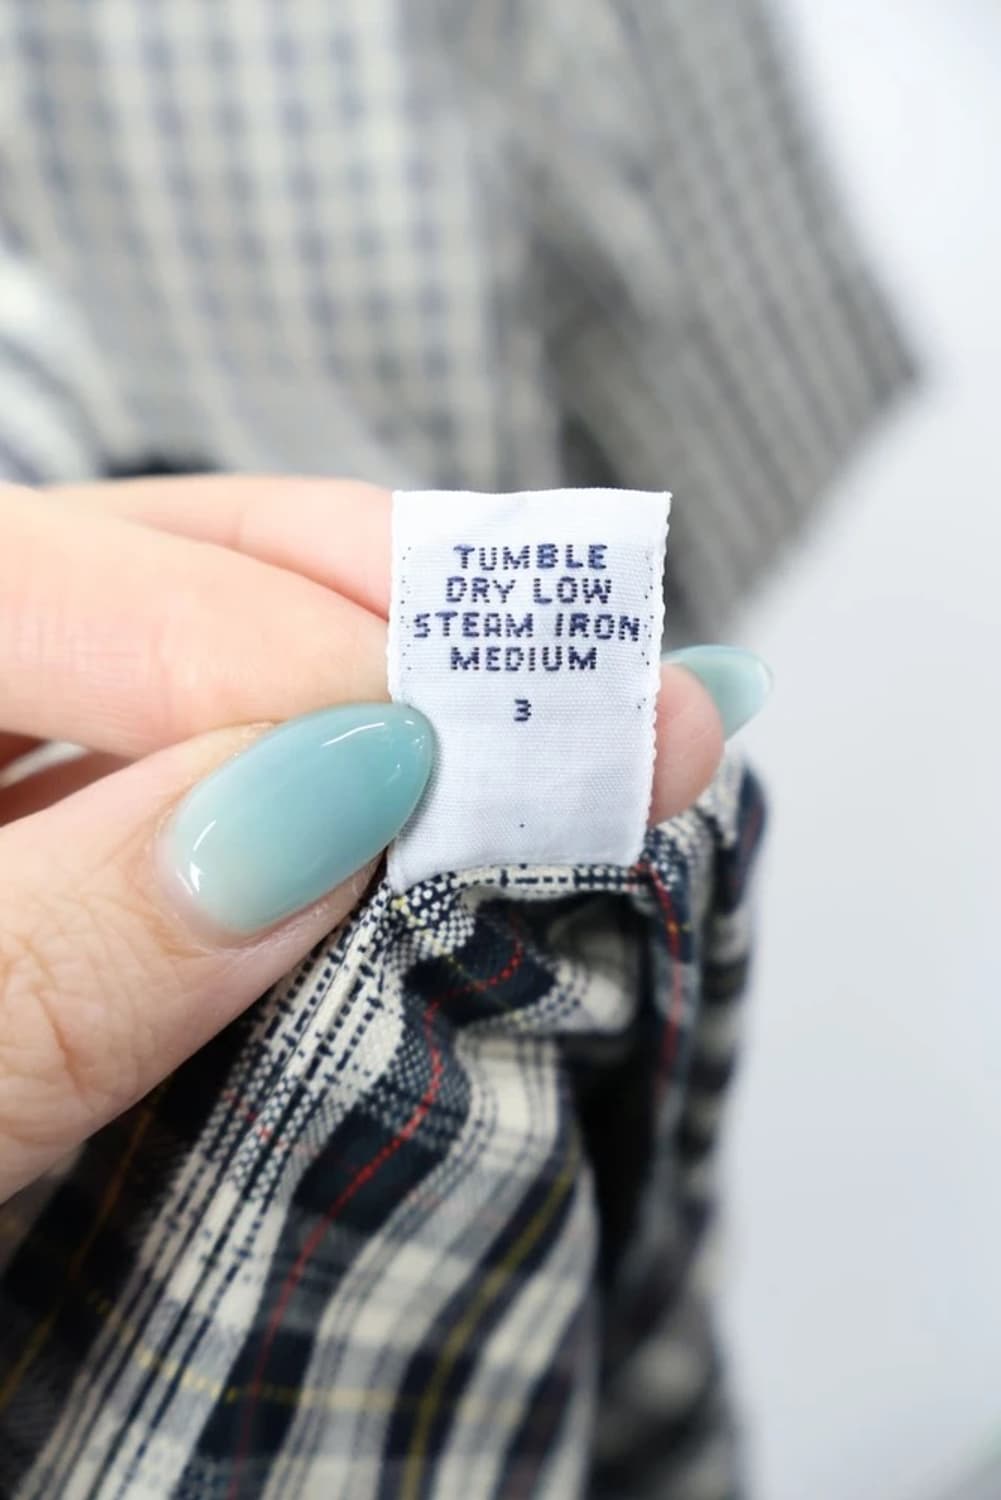 TUMBLE
DRY LOW
STEAM IRON
MEDIUM
3